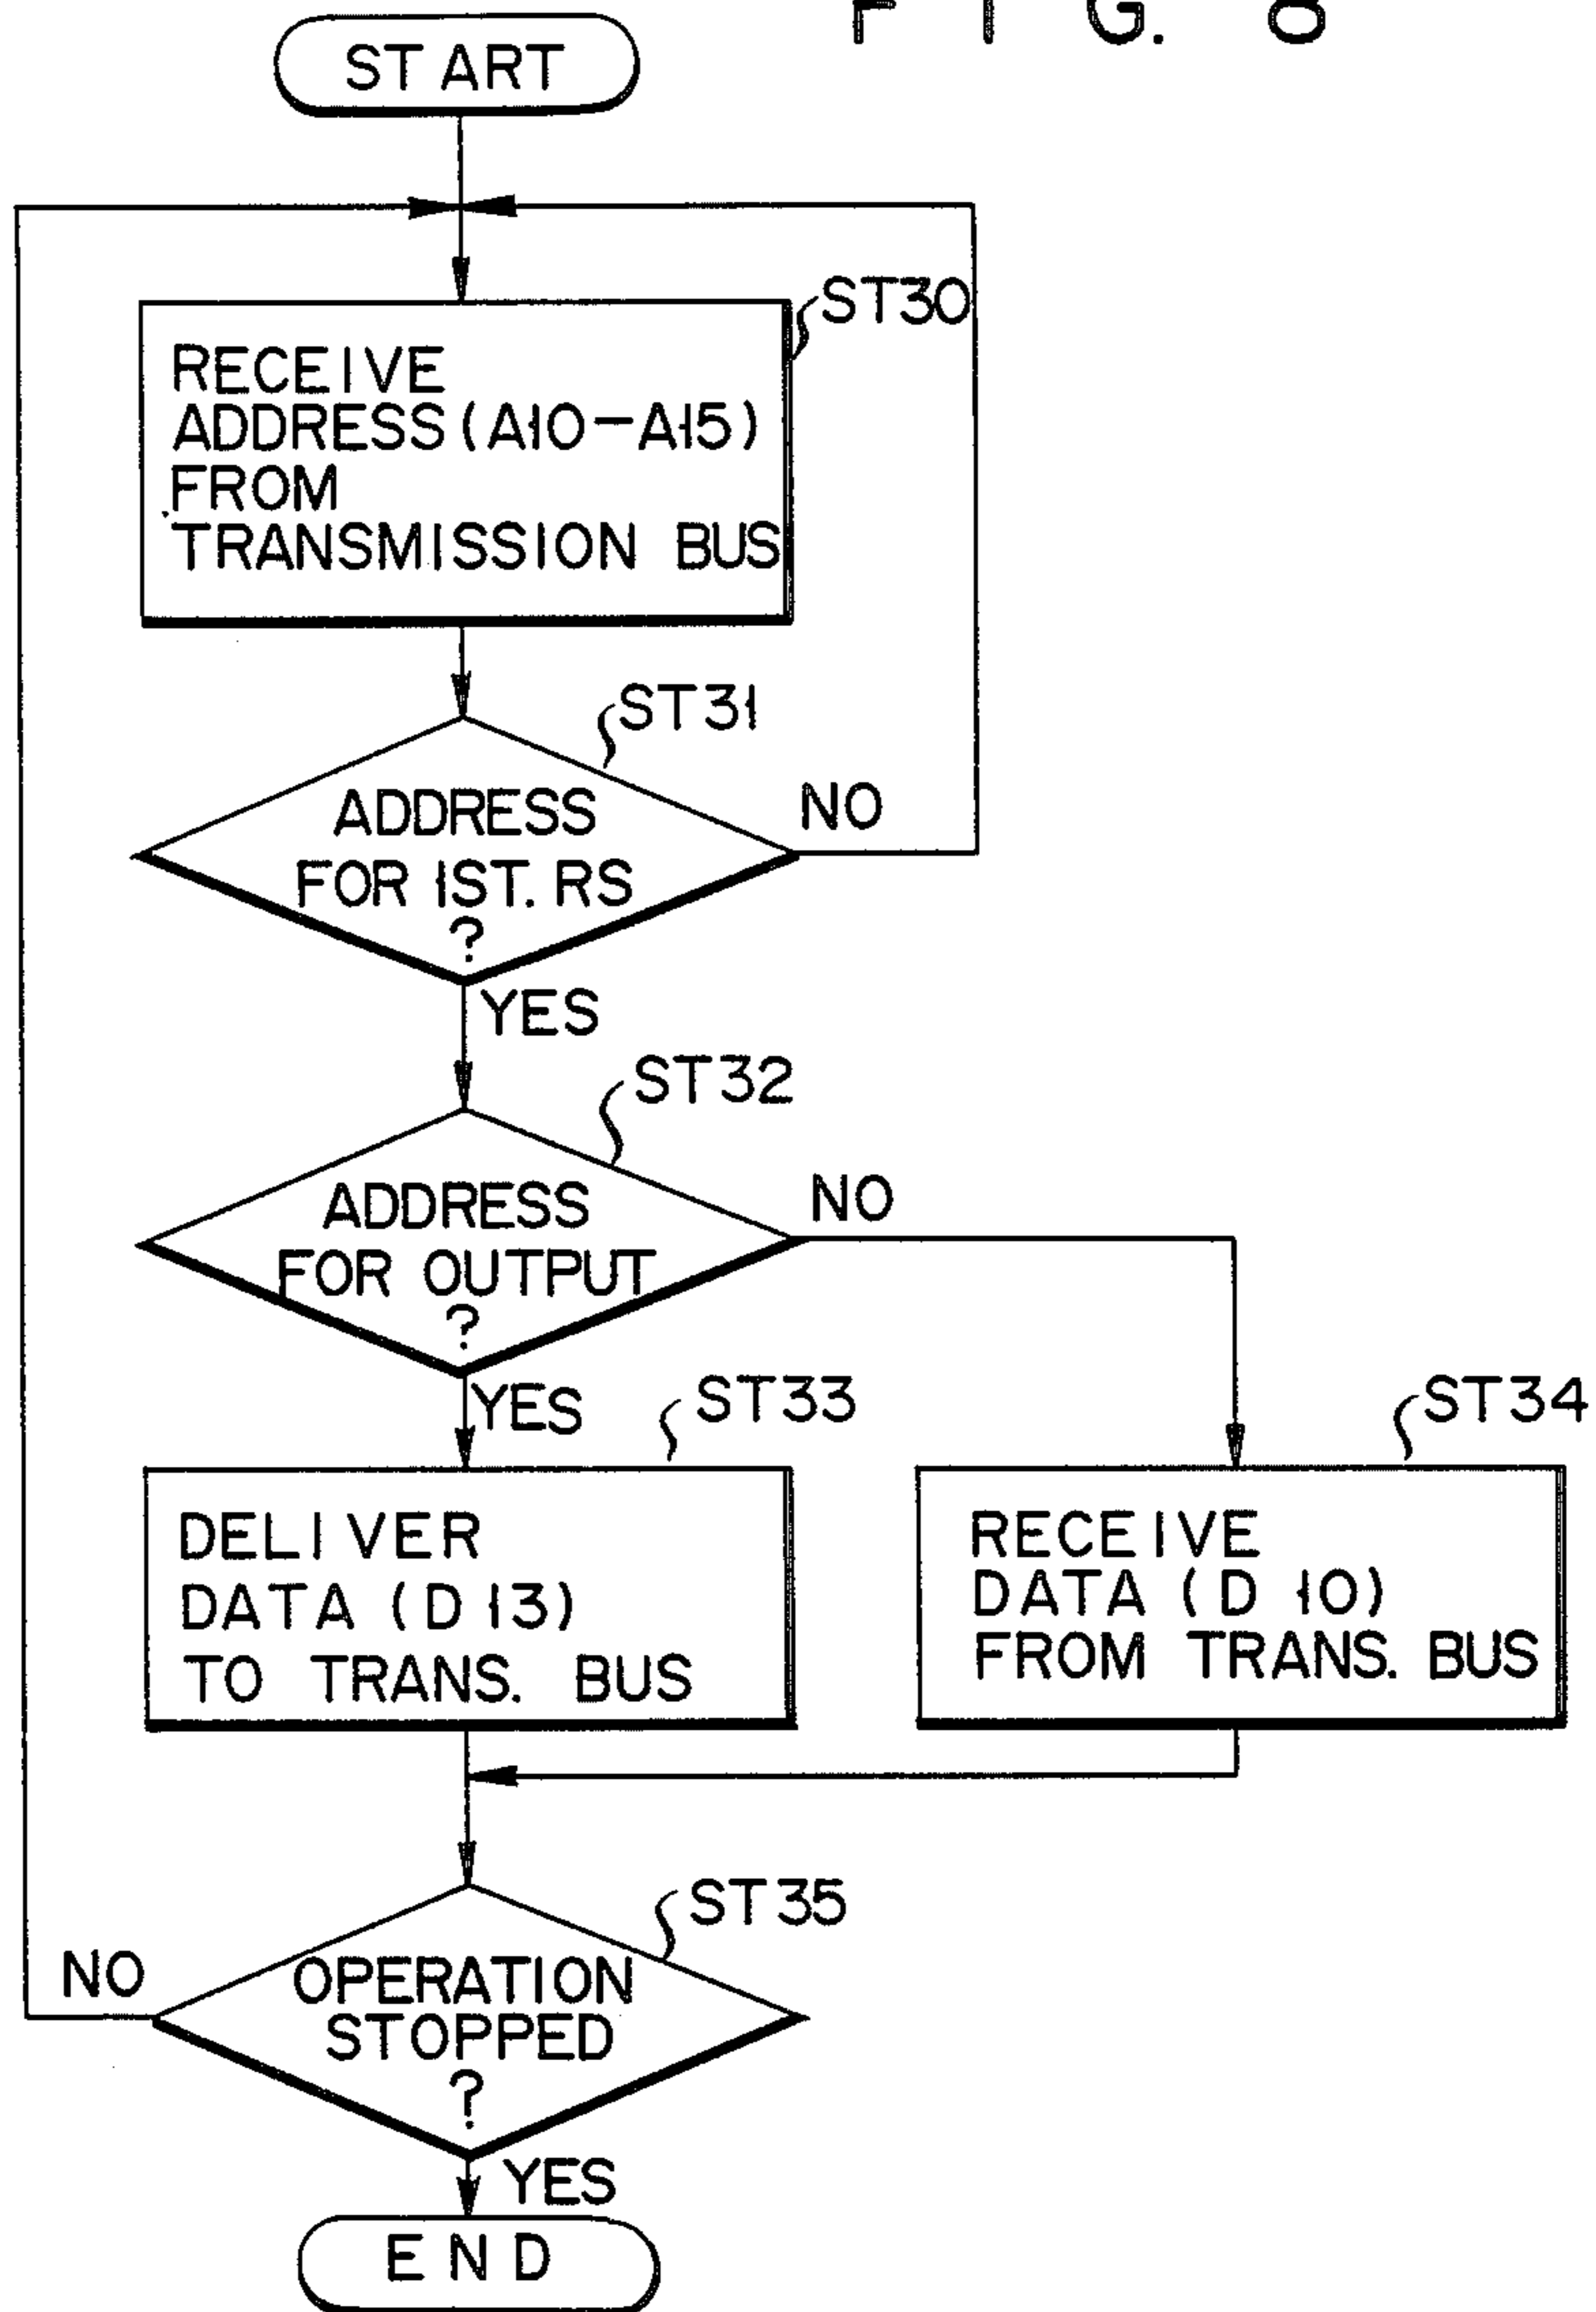 START
RECEIVE
ADDRESS (A10-A15)
FROM
TRANSMISSION BUS
ST30
ADDRESS
FOR 1ST. RS
?
ST31
NO
YES
ADDRESS
FOR OUTPUT
?
ST32
NO
YES
DELIVER
DATA (D13)
TO TRANS. BUS
ST33
RECEIVE
DATA (D10)
FROM TRANS. BUS
ST34
OPERATION
STOPPED
?
ST35
NO
YES
END